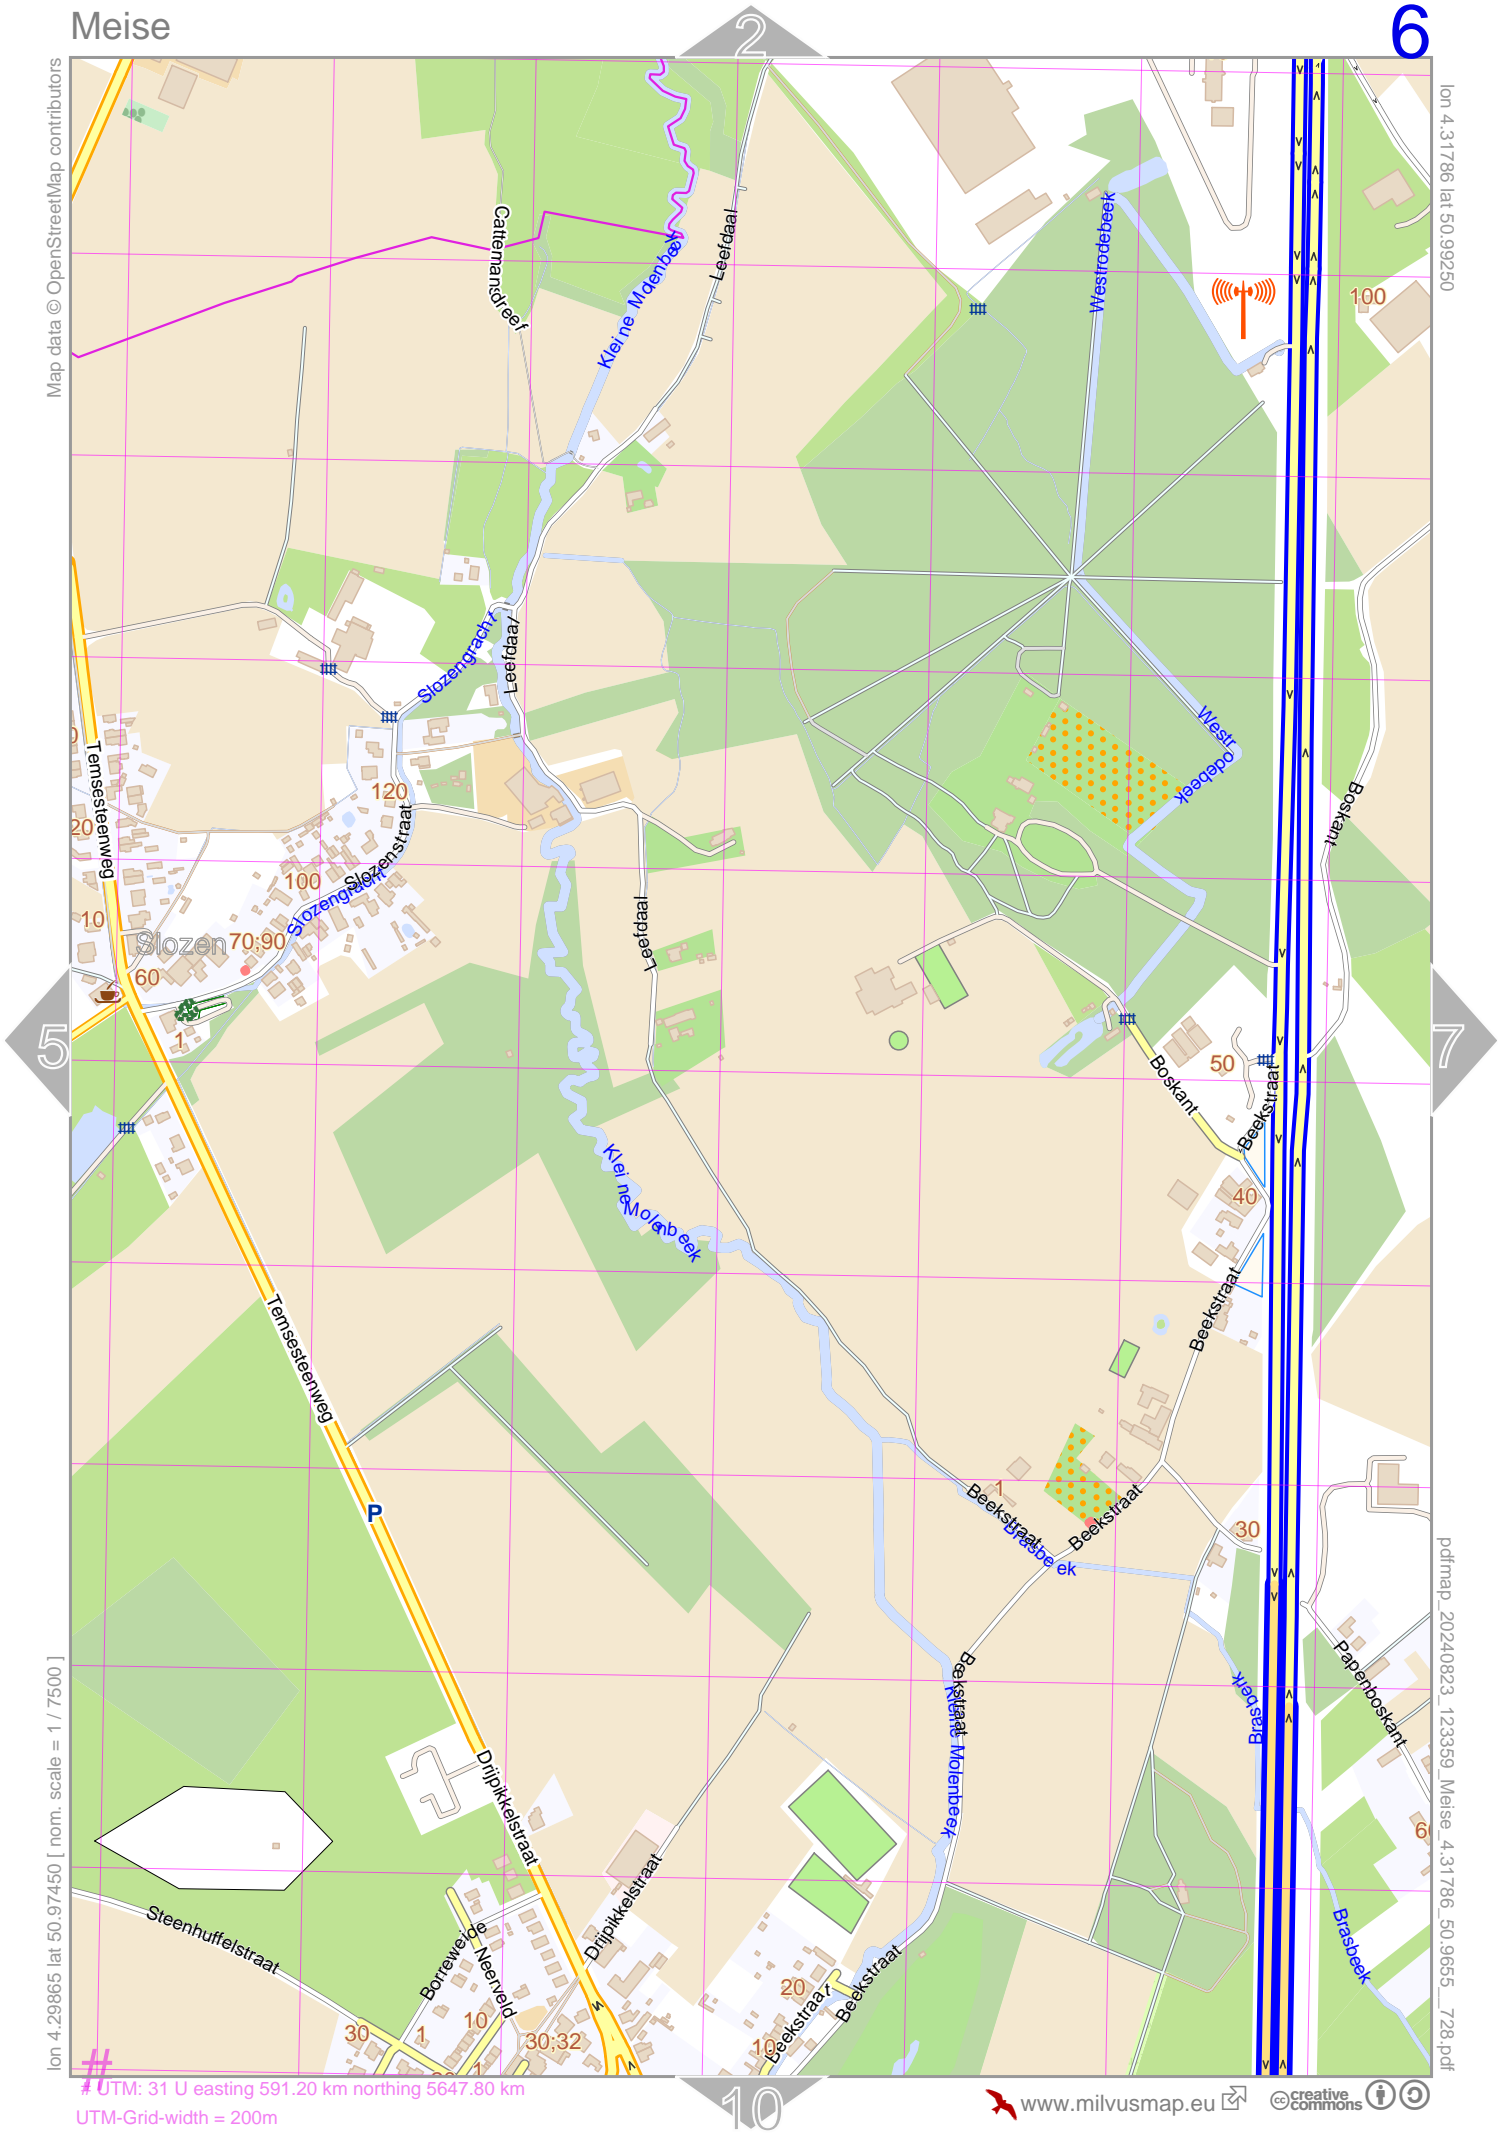 Meise
2
6
Map data © OpenStreetMap contributors
lon 4.31786 lat 50.99250
Cattemansdreef
Leefdaal
Kleine Molenbeek
Westrodebeek
100
Slozengracht
Leefdaal
Westrodebeek
Boskant
Temsesteenweg
120
20
Slozenstraat
100
Slozengracht
10
Slozen
70;90
60
Leefdaal
5
7
1
50
Boskant
Beekstraat
40
Kleine Molenbeek
Beekstraat
Temsesteenweg
P
1
Beekstraat
Beekstraat
Brasbeek
30
Beekstraat
Kleine Molenbeek
Papenboskant
Drijpikkelstraat
Drijpikkelstraat
Steenhuffelstraat
Borreweide
Neerveld
Brasbeek
20
Beekstraat
Beekstraat
10
30
1
10
30;32
1
lon 4.29865 lat 50.97450 [ nom. scale = 1 / 7500 ]
pdfmap_20240823_123359_Meise_4.31786_50.9655__728.pdf
#
# UTM: 31 U easting 591.20 km northing 5647.80 km
UTM-Grid-width = 200m
10
www.milvusmap.eu
cc creative commons